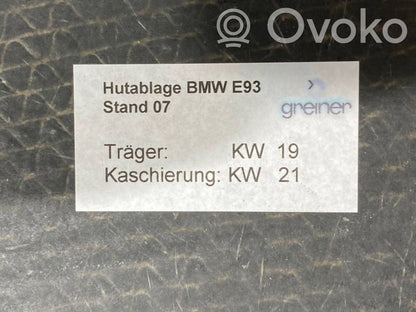 Ovoko
Hutablage BMW E93
Stand 07
greiner
Träger: KW 19
Kaschierung: KW 21